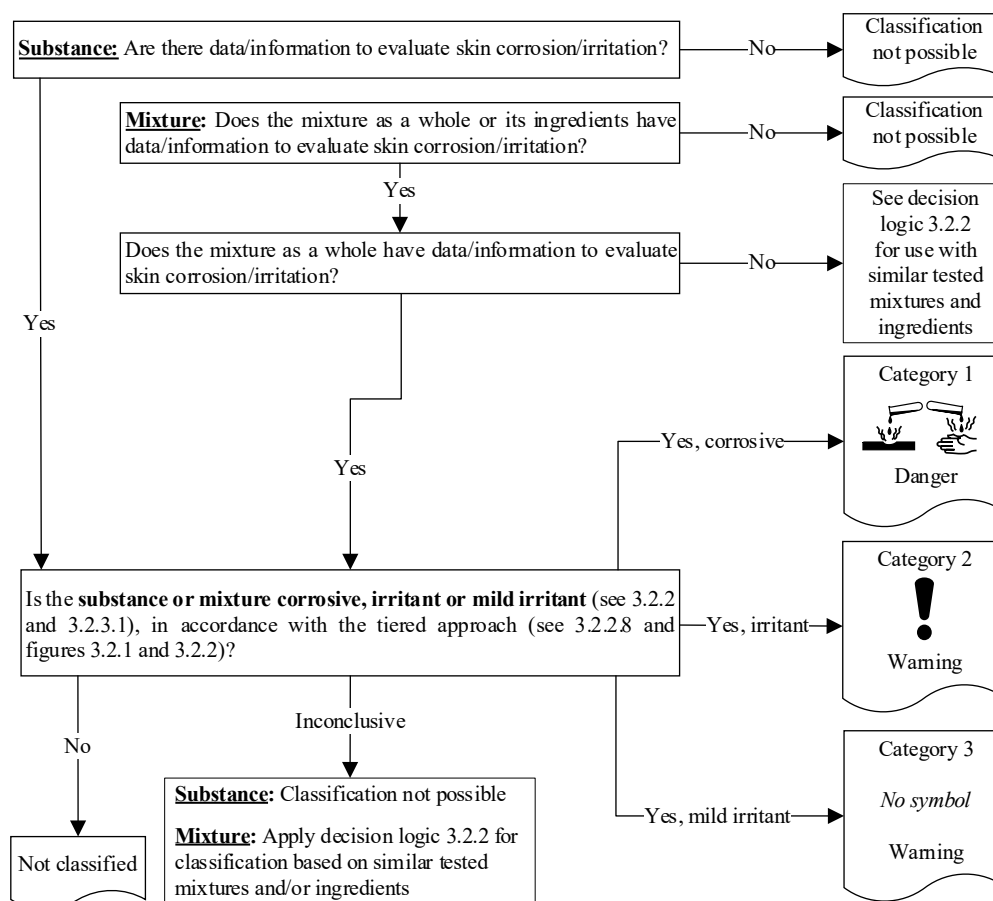 Substance: Are there data/information to evaluate skin corrosion/irritation?
No
Classification
not possible
Mixture: Does the mixture as a whole or its ingredients have
data/information to evaluate skin corrosion/irritation?
No
Classification
not possible
Yes
Does the mixture as a whole have data/information to evaluate
skin corrosion/irritation?
No
See decision
logic 3.2.2
for use with
similar tested
mixtures and
ingredients
Yes
Yes
Yes, corrosive
Category 1
Danger
Is the substance or mixture corrosive, irritant or mild irritant (see 3.2.2
and 3.2.3.1), in accordance with the tiered approach (see 3.2.2.8 and
figures 3.2.1 and 3.2.2)?
Yes, irritant
Category 2
!
Warning
No
Inconclusive
Yes, mild irritant
Category 3
No symbol
Warning
Not classified
Substance: Classification not possible
Mixture: Apply decision logic 3.2.2 for
classification based on similar tested
mixtures and/or ingredients